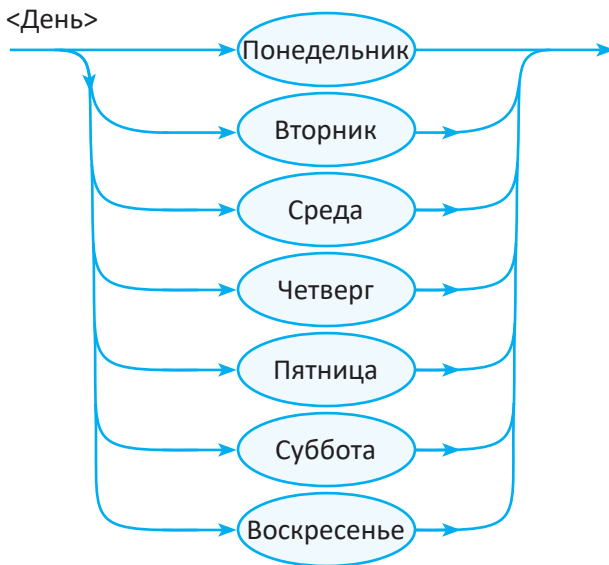 <День>
Понедельник
Вторник
Среда
Четверг
Пятница
Суббота
Воскресенье